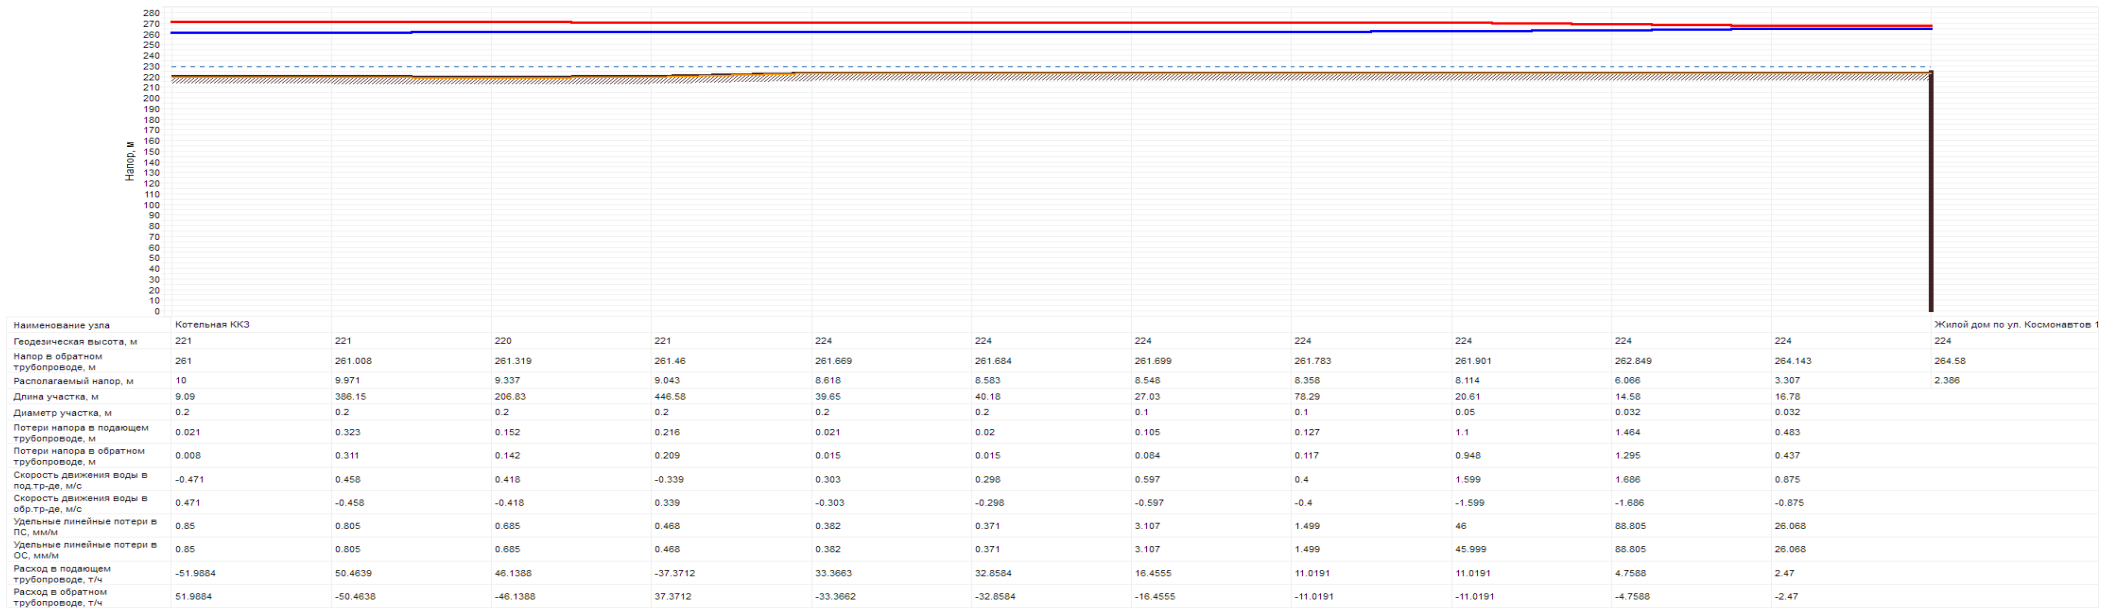 280
270
260
250
240
230
220
210
200
190
180
170
160
150
140
130
120
110
100
90
80
70
60
50
40
30
20
10
0
Напор, м
Наименование узла Котельная ККЗ Жилой дом по ул. Космонавтов 1
Геодезическая высота, м 221 221 220 221 224 224 224 224 224 224 224 224
Напор в обратном
трубопроводе, м 261 261.008 261.319 261.46 261.669 261.684 261.699 261.783 261.901 262.849 264.143 264.58
Располагаемый напор, м 10 9.971 9.337 9.043 8.618 8.583 8.548 8.358 8.114 6.066 3.307 2.386
Длина участка, м 9.09 386.15 206.83 446.58 39.65 40.18 27.03 78.29 20.61 14.58 16.78
Диаметр участка, м 0.2 0.2 0.2 0.2 0.2 0.2 0.1 0.1 0.05 0.032 0.032
Потери напора в подающем
трубопроводе, м 0.021 0.323 0.152 0.216 0.021 0.02 0.105 0.127 1.1 1.464 0.483
Потери напора в обратном
трубопроводе, м 0.008 0.311 0.142 0.209 0.015 0.015 0.084 0.117 0.948 1.295 0.437
Скорость движения воды в
под.тр-де, м/с -0.471 0.458 0.418 -0.339 0.303 0.298 0.597 0.4 1.599 1.686 0.875
Скорость движения воды в
обр.тр-де, м/с 0.471 -0.458 -0.418 0.339 -0.303 -0.298 -0.597 -0.4 -1.599 -1.686 -0.875
Удельные линейные потери в
ПС, мм/м 0.85 0.805 0.685 0.468 0.382 0.371 3.107 1.499 46 88.805 26.068
Удельные линейные потери в
ОС, мм/м 0.85 0.805 0.685 0.468 0.382 0.371 3.107 1.499 45.999 88.805 26.068
Расход в подающем
трубопроводе, т/ч -51.9884 50.4639 46.1388 -37.3712 33.3663 32.8584 16.4555 11.0191 11.0191 4.7588 2.47
Расход в обратном
трубопроводе, т/ч 51.9884 -50.4638 -46.1388 37.3712 -33.3662 -32.8584 -16.4555 -11.0191 -11.0191 -4.7588 -2.47